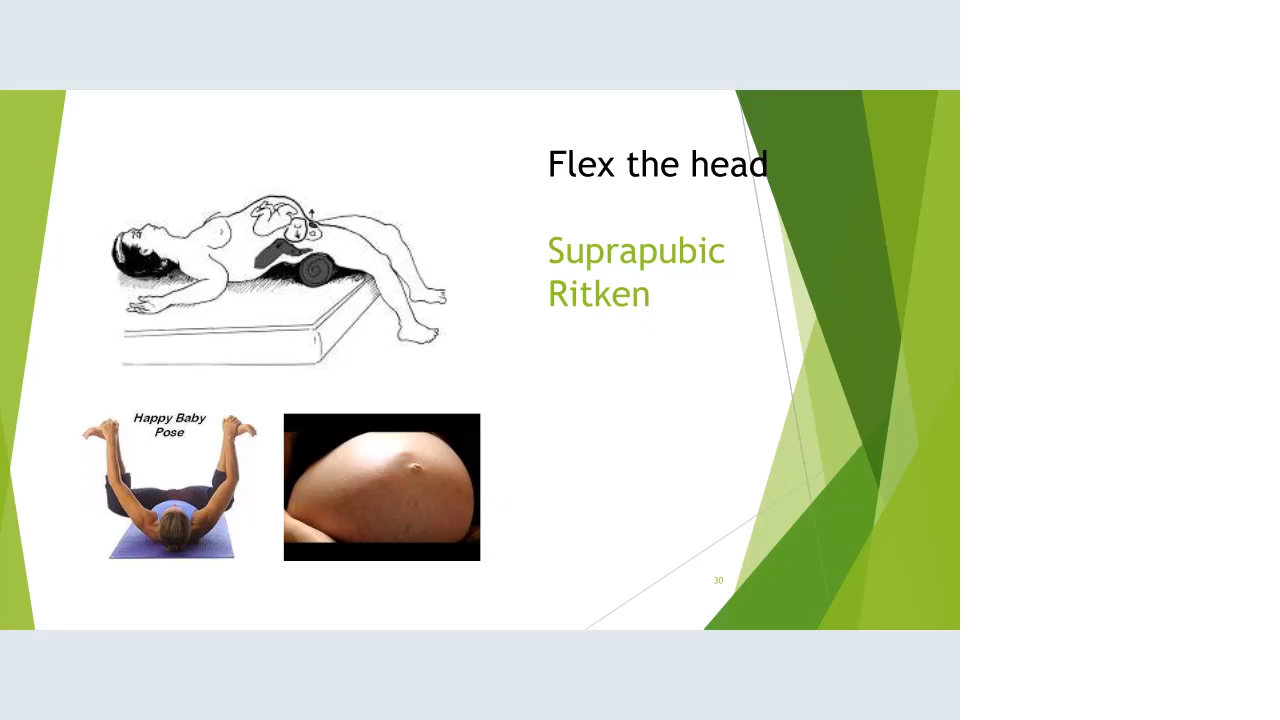 Flex the head
Suprapubic
Ritken
Happy Baby
Pose
30